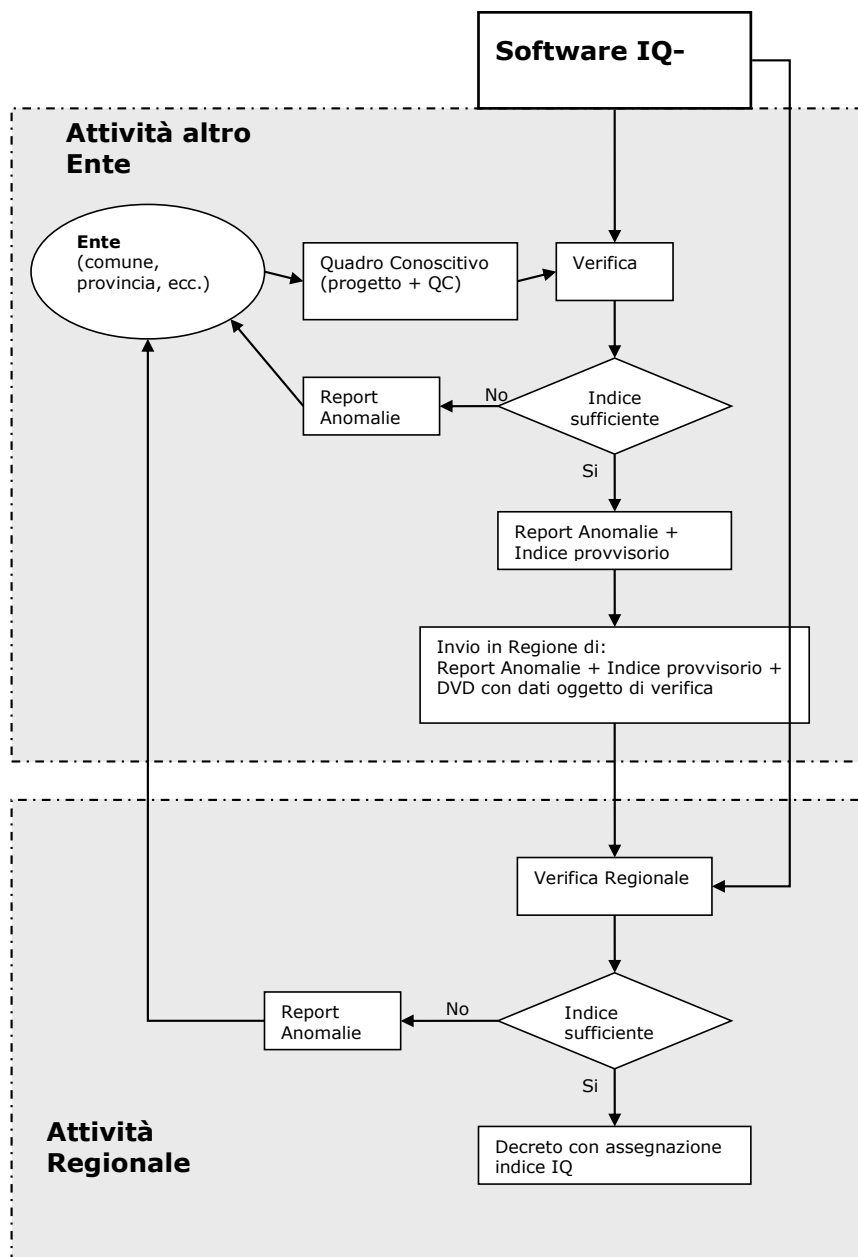 Software IQ-
Attività altro
Ente
Ente
(comune,
provincia, ecc.)
Quadro Conoscitivo
(progetto + QC)
Verifica
Report
Anomalie
No
Indice
sufficiente
Si
Report Anomalie +
Indice provvisorio
Invio in Regione di:
Report Anomalie + Indice provvisorio +
DVD con dati oggetto di verifica
Verifica Regionale
Report
Anomalie
No
Indice
sufficiente
Si
Attività
Regionale
Decreto con assegnazione
indice IQ